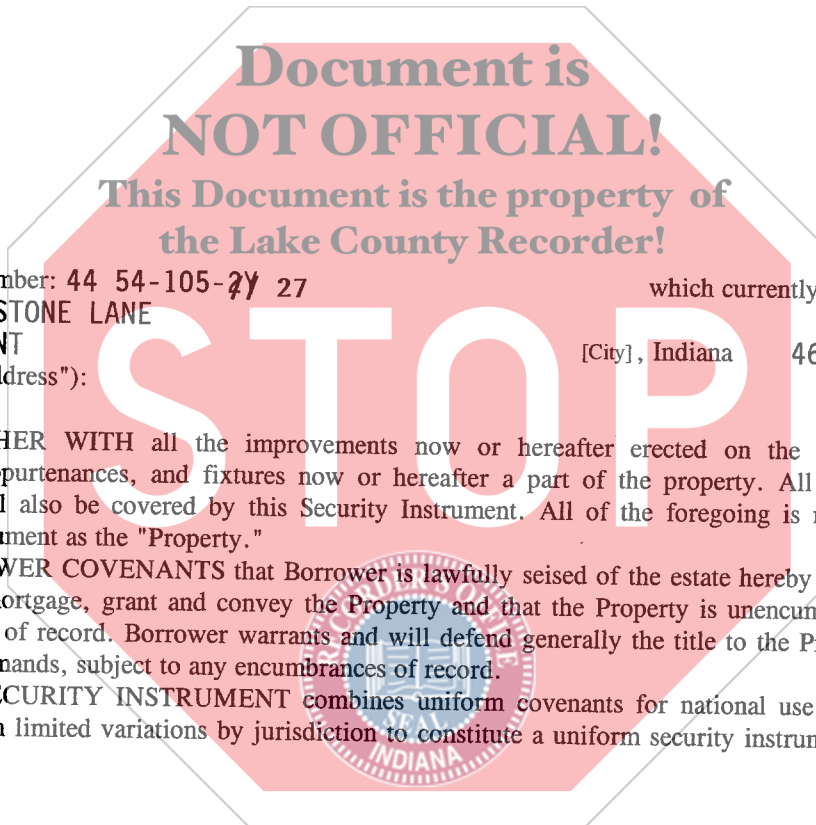 Document is
NOT OFFICIAL!
This Document is the property of
the Lake County Recorder!
nber: 44 54-105- 27 which currently
STONE LANE
NT [City], Indiana 46
ldress"):
STOP
HER WITH all the improvements now or hereafter erected on the
purtenances, and fixtures now or hereafter a part of the property. All
l also be covered by this Security Instrument. All of the foregoing is
ument as the "Property."
WER COVENANTS that Borrower is lawfully seised of the estate hereby
ortgage, grant and convey the Property and that the Property is unencum
of record. Borrower warrants and will defend generally the title to the P
mands, subject to any encumbrances of record.
ECURITY INSTRUMENT combines uniform covenants for national use
limited variations by jurisdiction to constitute a uniform security instrum
RECORDER'S OFFICE
SEAL
INDIANA